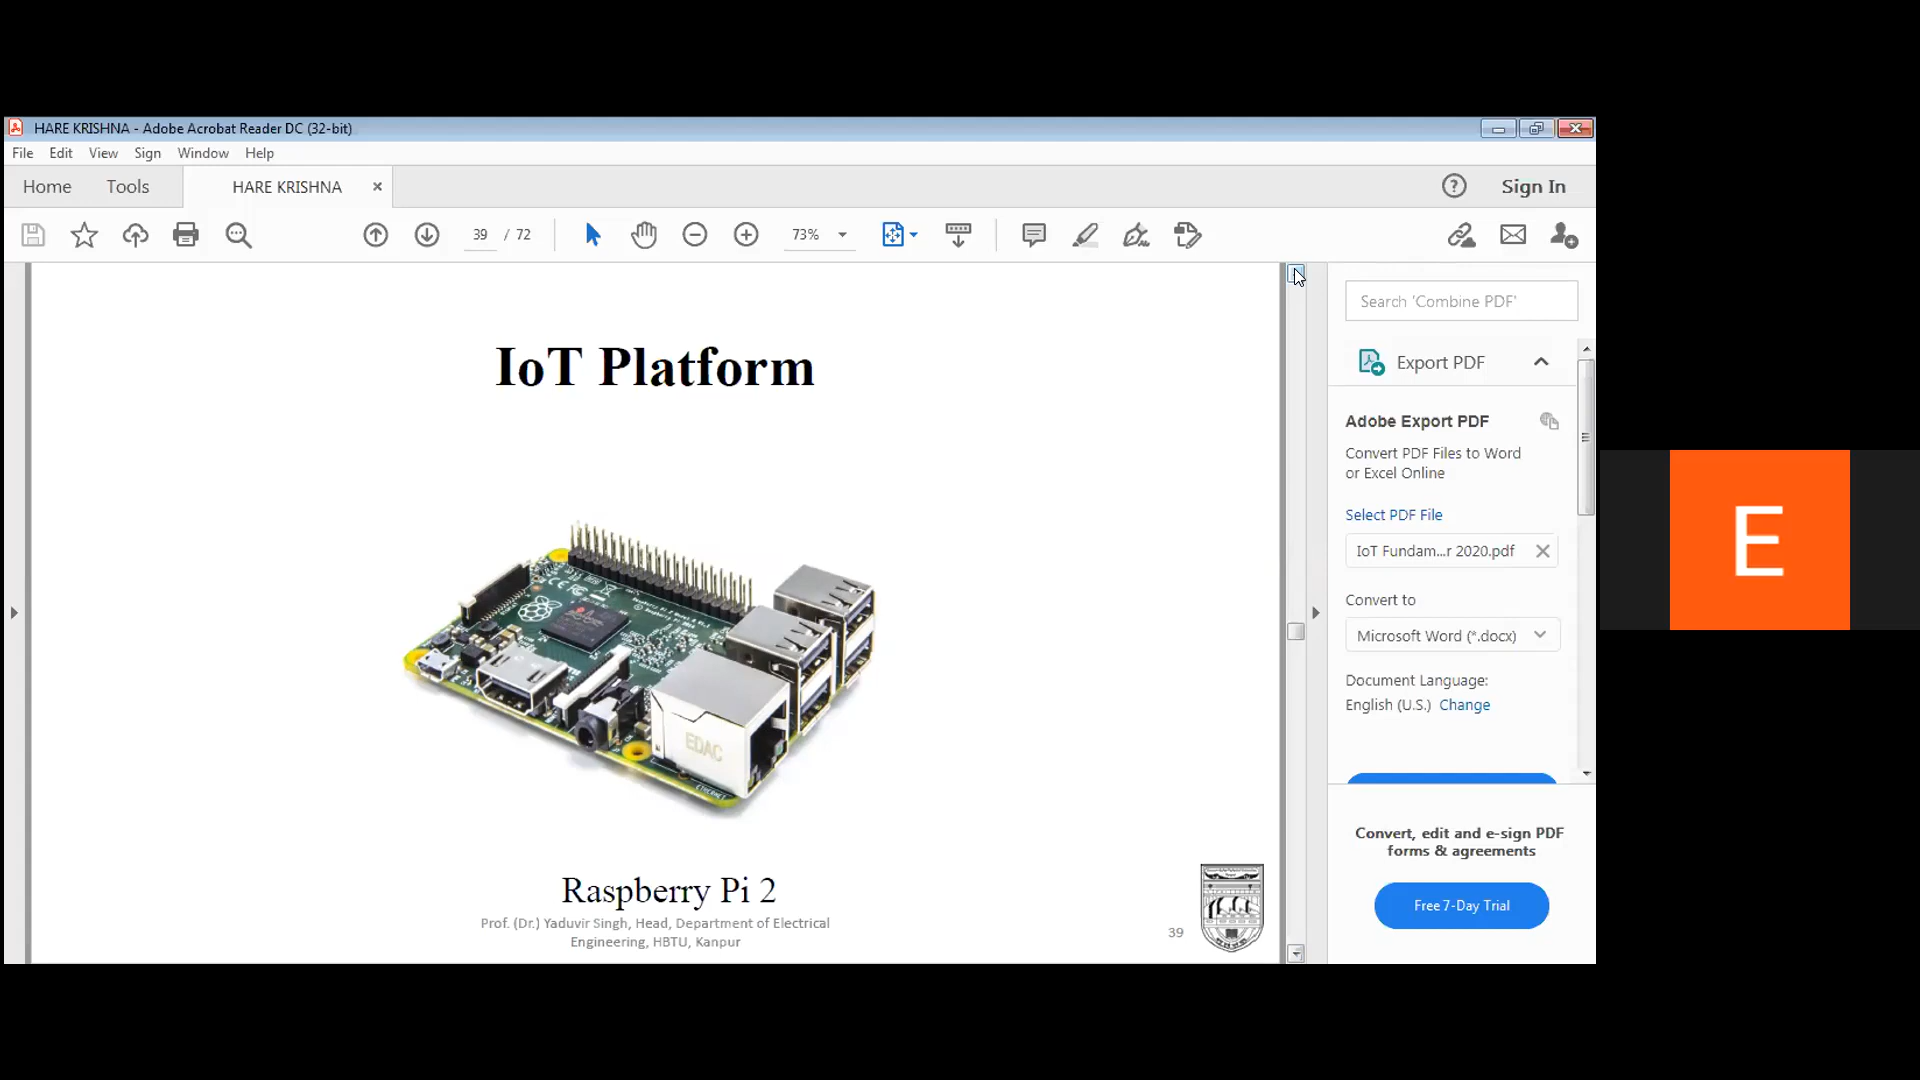 HARE KRISHNA - Adobe Acrobat Reader DC (32-bit)
File Edit View Sign Window Help
Home Tools HARE KRISHNA
Sign In
39 / 72
73%
Search 'Combine PDF'
Export PDF
Adobe Export PDF
Convert PDF Files to Word
or Excel Online
Select PDF File
IoT Fundam...r 2020.pdf
Convert to
Microsoft Word (*.docx)
Document Language:
English (U.S.) Change
Convert, edit and e-sign PDF
forms & agreements
Free 7-Day Trial
IoT Platform
EDAC
ETHERNET
Raspberry Pi 2
Prof. (Dr.) Yaduvir Singh, Head, Department of Electrical
Engineering, HBTU, Kanpur
39
E